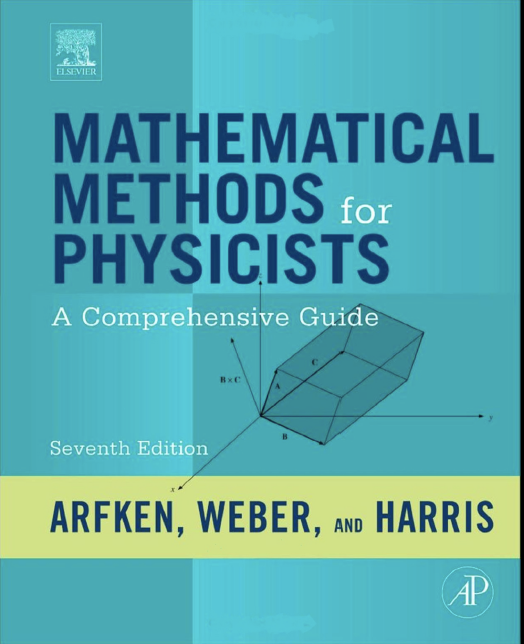 ELSEVIER
MATHEMATICAL
METHODS for
PHYSICISTS
A Comprehensive Guide
z
C
B x C
A
y
B
Seventh Edition
x
ARFKEN, WEBER, AND HARRIS
AP